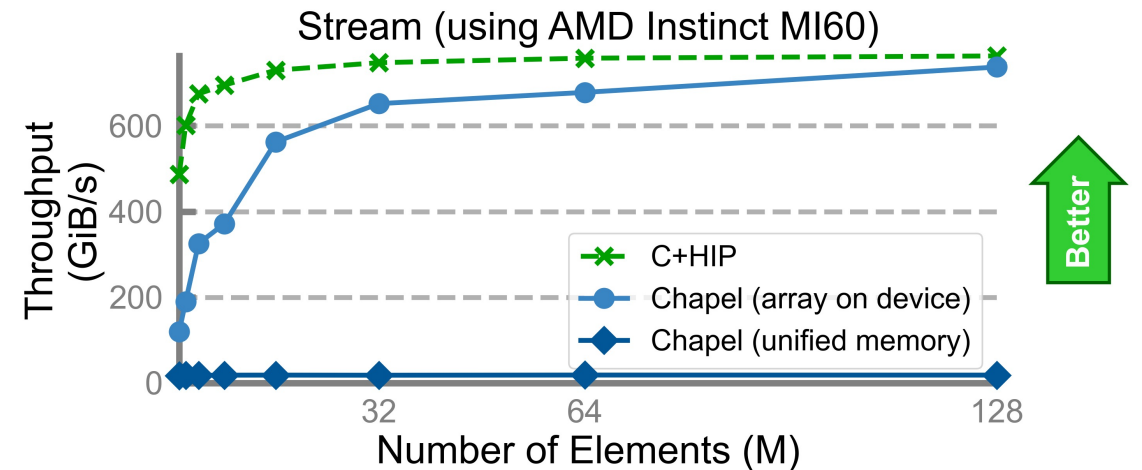 Stream (using AMD Instinct MI60)
Throughput
(GiB/s)
600
400
200
0
32
64
128
Number of Elements (M)
C+HIP
Chapel (array on device)
Chapel (unified memory)
Better